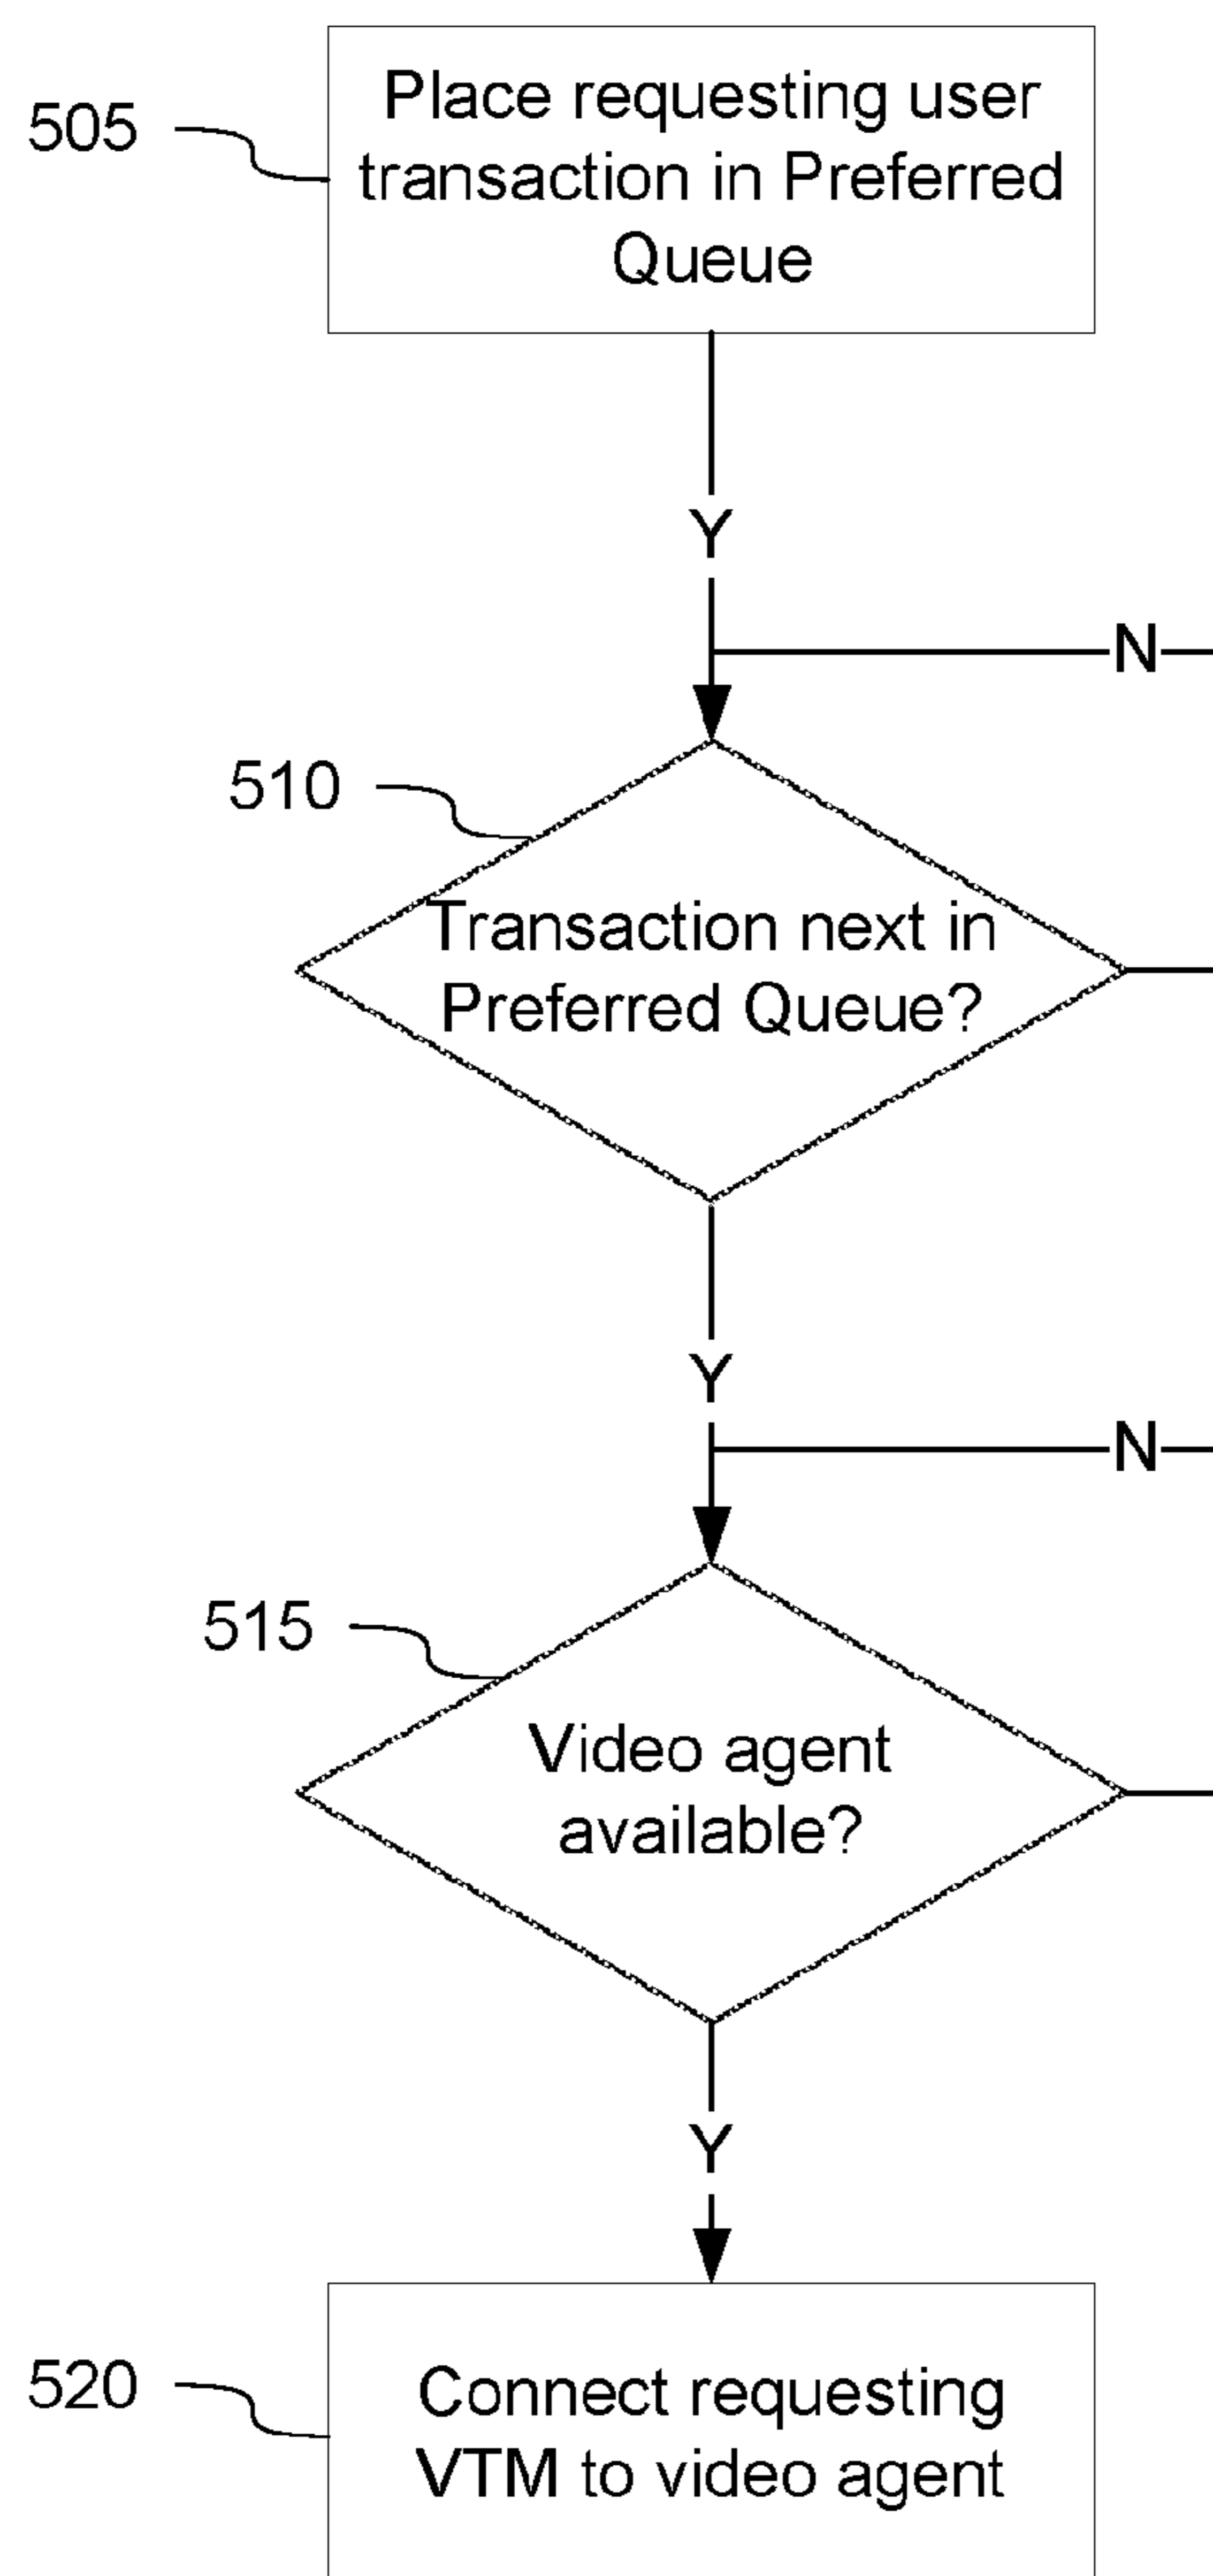 505
Place requesting user
transaction in Preferred
Queue
Y
N
510
Transaction next in
Preferred Queue?
Y
N
515
Video agent
available?
Y
520
Connect requesting
VTM to video agent